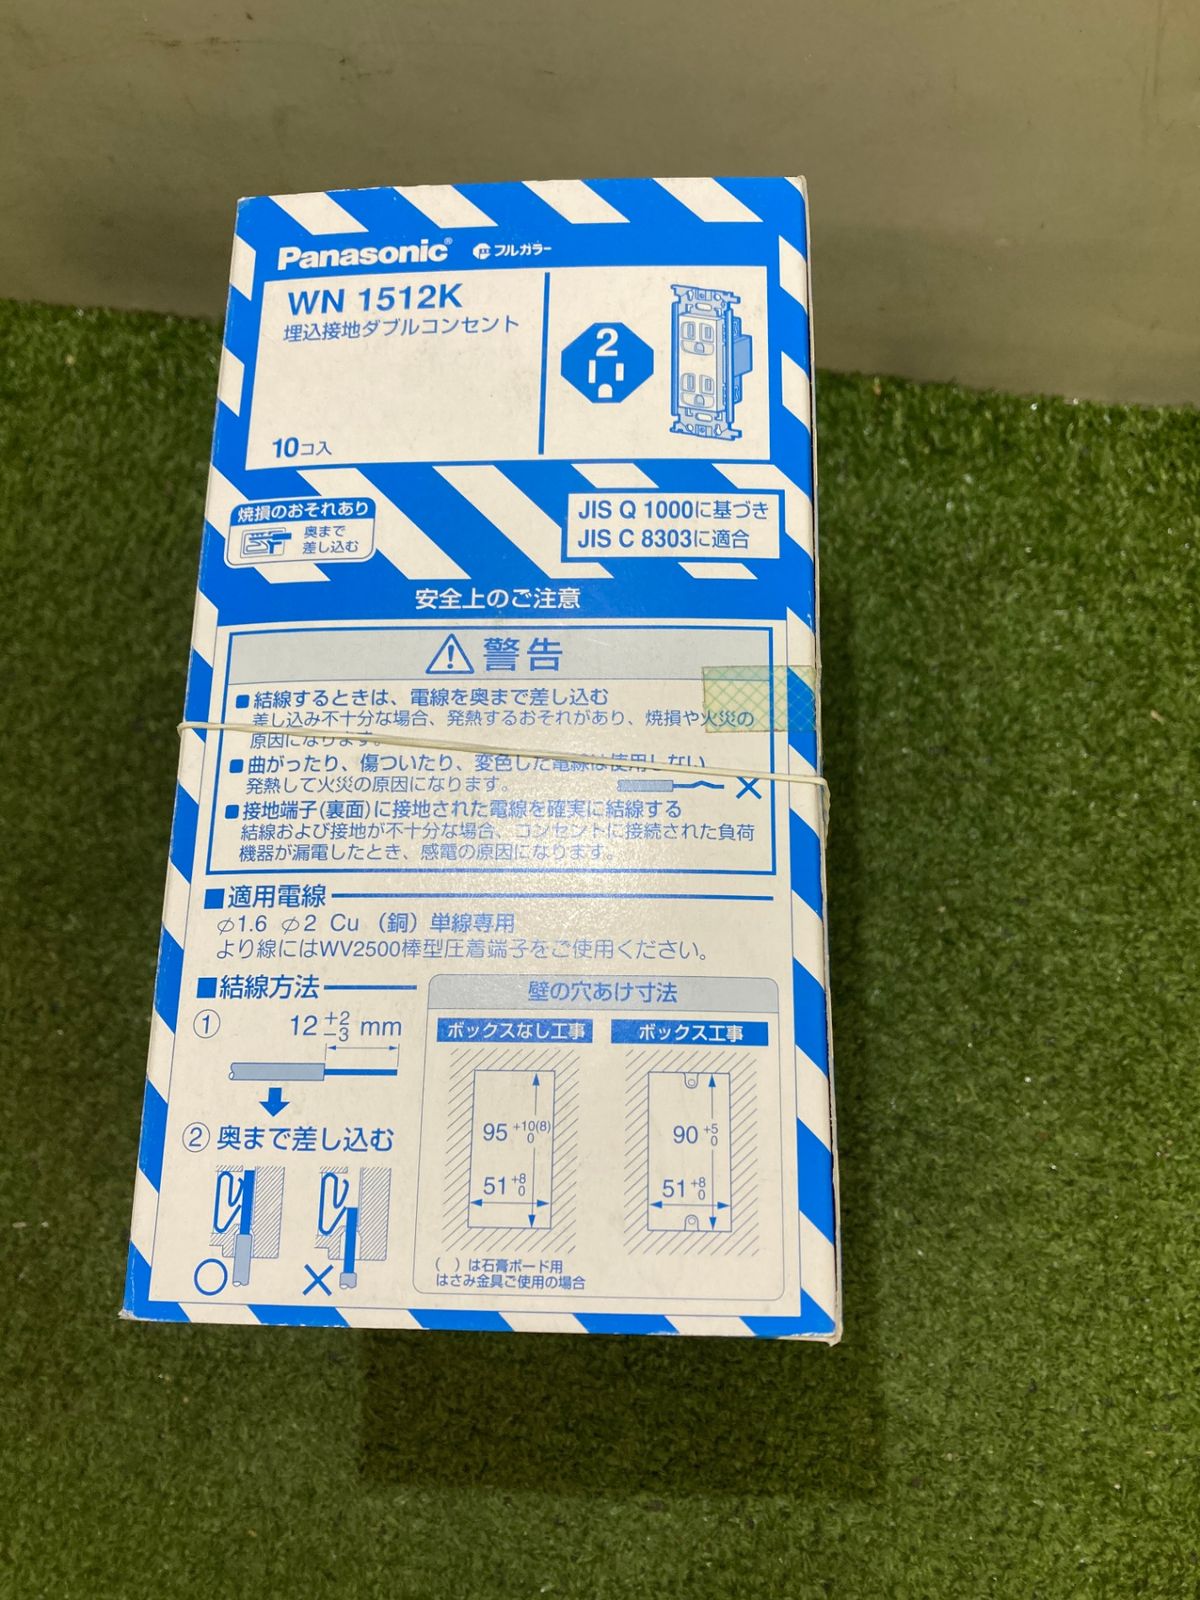 Panasonic® フルカラー
WN 1512K
埋込接地ダブルコンセント
2
10コ入
焼損のおそれあり
奥まで
差し込む
JIS Q 1000に基づき
JIS C 8303に適合
安全上のご注意
警告
■結線するときは、電線を奥まで差し込む
差し込み不十分な場合、発熱するおそれがあり、焼損や火災の
原因になります。
■曲がったり、傷ついたり、変色した電線は使用しない
発熱して火災の原因になります。
■接地端子(裏面)に接地された電線を確実に結線する
結線および接地が不十分な場合、コンセントに接続された負荷
機器が漏電したとき、感電の原因になります。
■適用電線
φ1.6 φ2 Cu （銅）単線専用
より線にはWV2500棒型圧着端子をご使用ください。
■結線方法
① 12 +2 −3 mm
② 奥まで差し込む
壁の穴あけ寸法
ボックスなし工事
95 +10(8) 0
51 +8 0
ボックス工事
90 +5 0
51 +8 0
（ ）は石膏ボード用
はさみ金具ご使用の場合